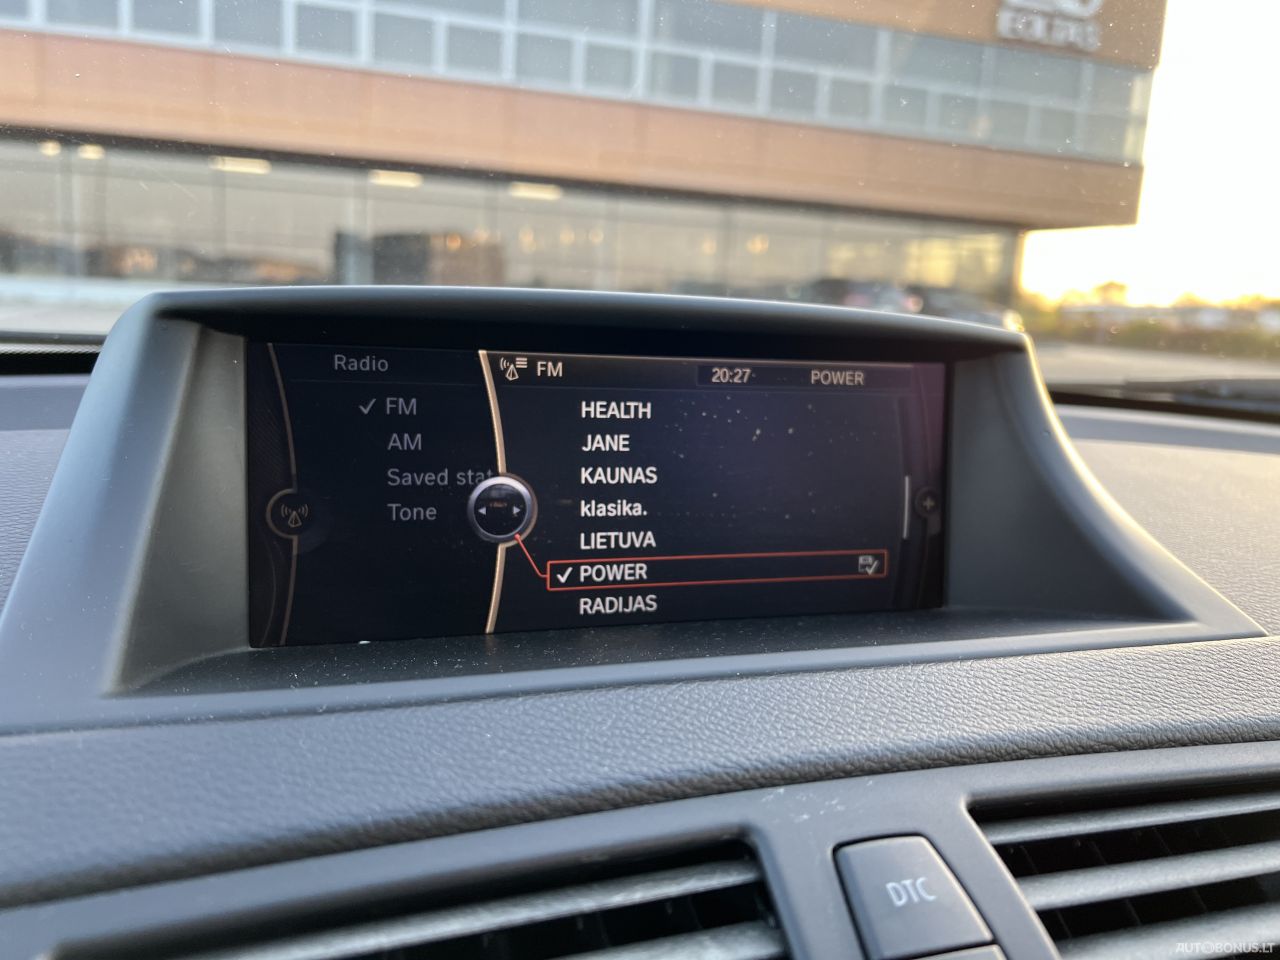 Radio
FM
AM
Saved stat
Tone
FM
20:27
POWER
HEALTH
JANE
KAUNAS
klasika.
LIETUVA
POWER
RADIJAS
DTC
AUTOBONUS.LT